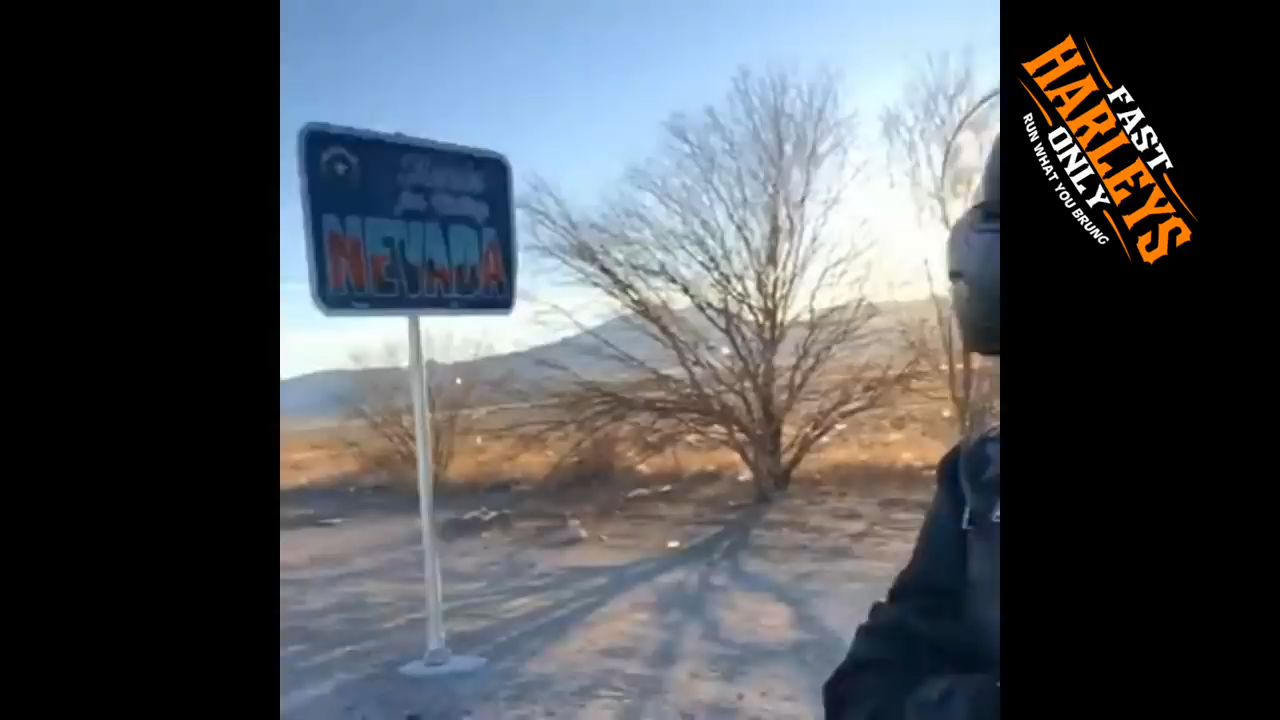 NEVADA
FAST
HARLEYS
ONLY
RUN WHAT YOU BRUNG